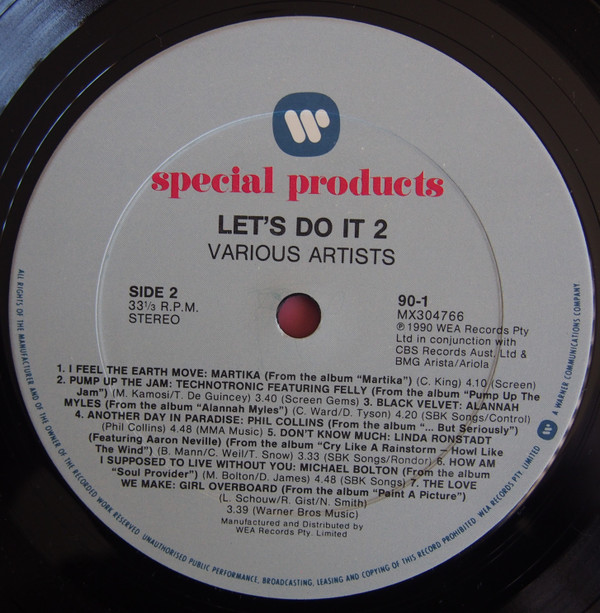 W
special products
LET'S DO IT 2
VARIOUS ARTISTS
SIDE 2
33⅓ R.P.M.
STEREO
90-1
MX304766
℗ 1990 WEA Records Pty
Ltd in conjunction with
CBS Records Aust. Ltd &
BMG Arista/Ariola
1. I FEEL THE EARTH MOVE: MARTIKA (From the album "Martika") (C. King) 4.10 (Screen)
2. PUMP UP THE JAM: TECHNOTRONIC FEATURING FELLY (From the album "Pump Up The
Jam") (M. Kamosi/T. De Guincey) 3.40 (Screen Gems) 3. BLACK VELVET: ALANNAH
MYLES (From the album "Alannah Myles") (C. Ward/D. Tyson) 4.20 (SBK Songs/Control)
4. ANOTHER DAY IN PARADISE: PHIL COLLINS (From the album "... But Seriously")
(Phil Collins) 4.48 (MMA Music) 5. DON'T KNOW MUCH: LINDA RONSTADT
(Featuring Aaron Neville) (From the album "Cry Like A Rainstorm – Howl Like
The Wind") (B. Mann/C. Weil/T. Snow) 3.33 (SBK Songs/Rondor) 6. HOW AM
I SUPPOSED TO LIVE WITHOUT YOU: MICHAEL BOLTON (From the album
"Soul Provider") (M. Bolton/D. James) 4.48 (SBK Songs) 7. THE LOVE
WE MAKE: GIRL OVERBOARD (From the album "Paint A Picture")
(L. Schouw/R. Gist/N. Smith)
3.39 (Warner Bros Music)
Manufactured and Distributed by
WEA Records Pty. Limited
ALL RIGHTS OF THE MANUFACTURER AND OF THE OWNER OF THE RECORDED WORK RESERVED. UNAUTHORISED PUBLIC PERFORMANCE, BROADCASTING, LEASING AND COPYING OF THIS RECORD PROHIBITED. WEA RECORDS PTY. LIMITED W A WARNER COMMUNICATIONS COMPANY